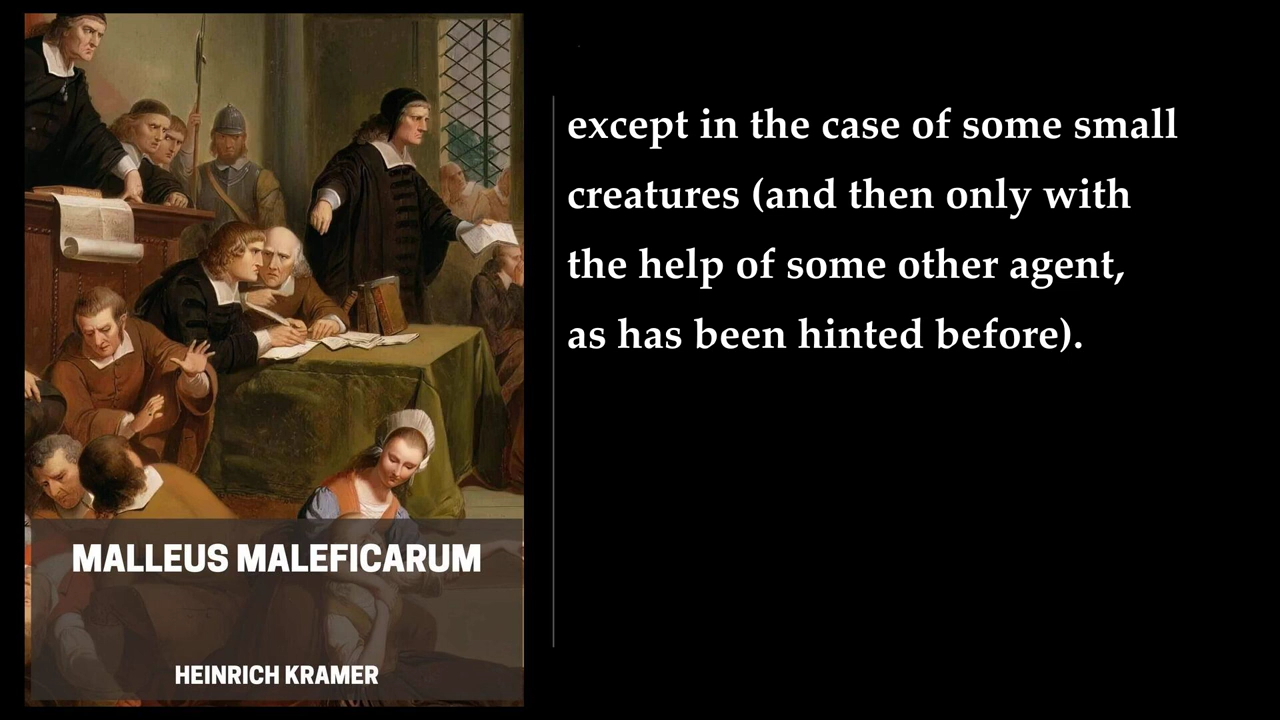 MALLEUS MALEFICARUM
HEINRICH KRAMER
except in the case of some small
creatures (and then only with
the help of some other agent,
as has been hinted before).